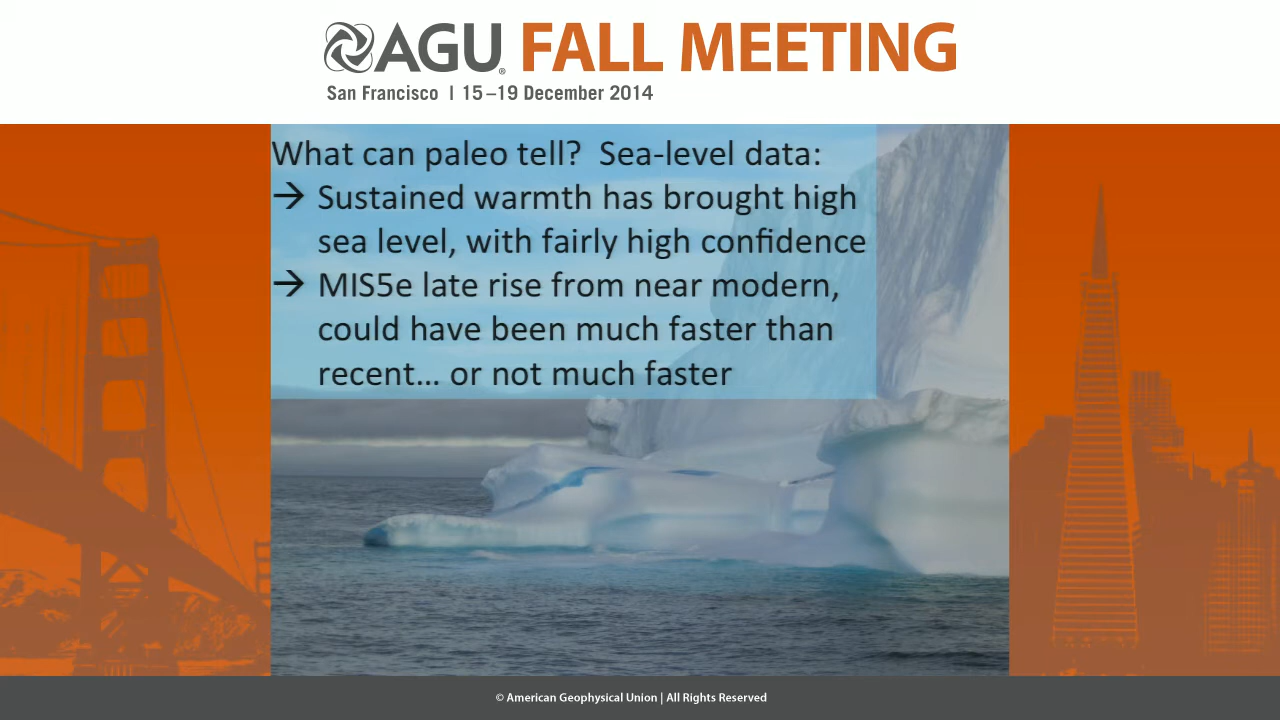 AGU® FALL MEETING
San Francisco | 15–19 December 2014
What can paleo tell?  Sea-level data:
→ Sustained warmth has brought high
sea level, with fairly high confidence
→ MIS5e late rise from near modern,
could have been much faster than
recent... or not much faster
© American Geophysical Union | All Rights Reserved